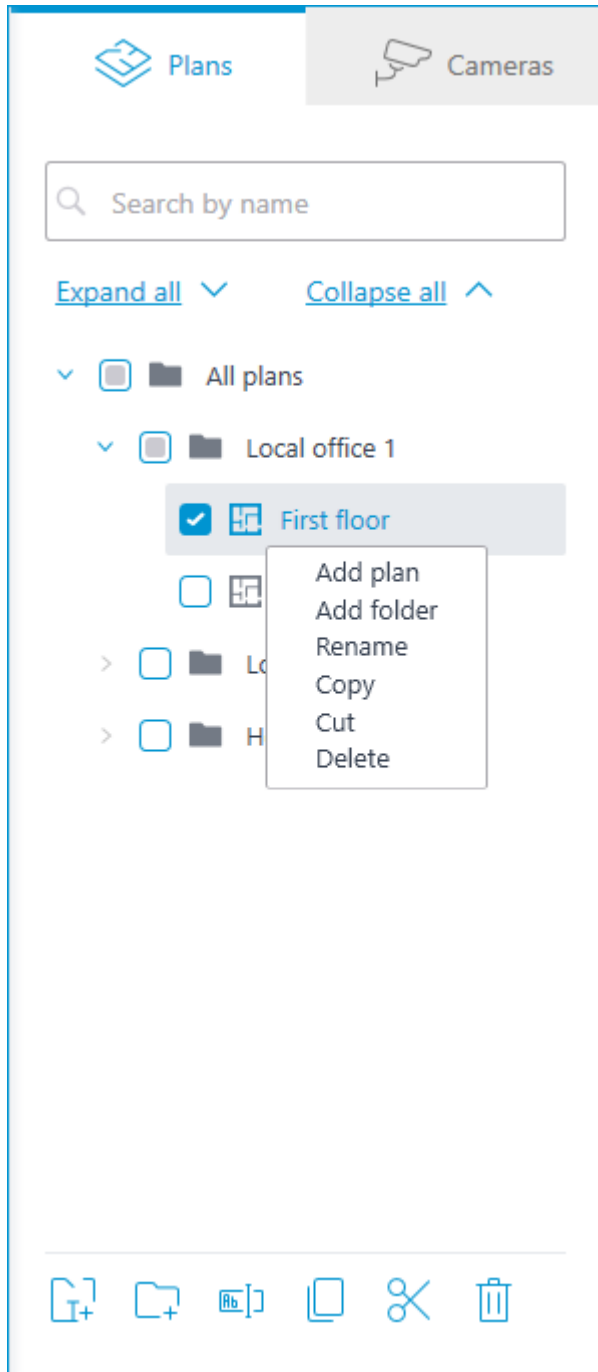 Plans
Cameras
Search by name
Expand all
Collapse all
All plans
Local office 1
First floor
Add plan
Add folder
Rename
Copy
Cut
Delete